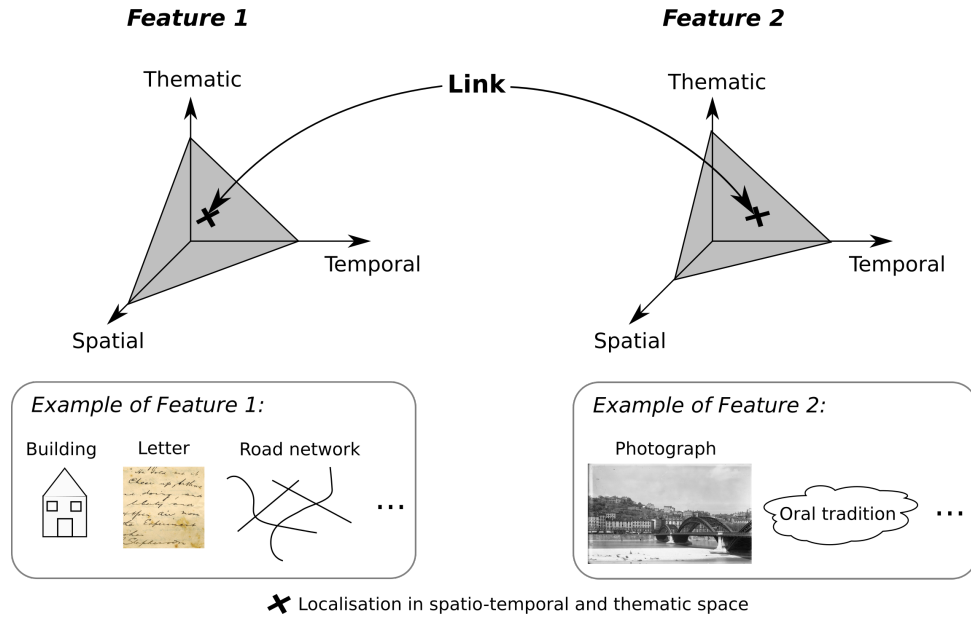 Feature 1
Feature 2
Thematic
Link
Thematic
Temporal
Temporal
Spatial
Spatial
Example of Feature 1:
Building
Letter
Road network
...
Example of Feature 2:
Photograph
Oral tradition
...
Localisation in spatio-temporal and thematic space